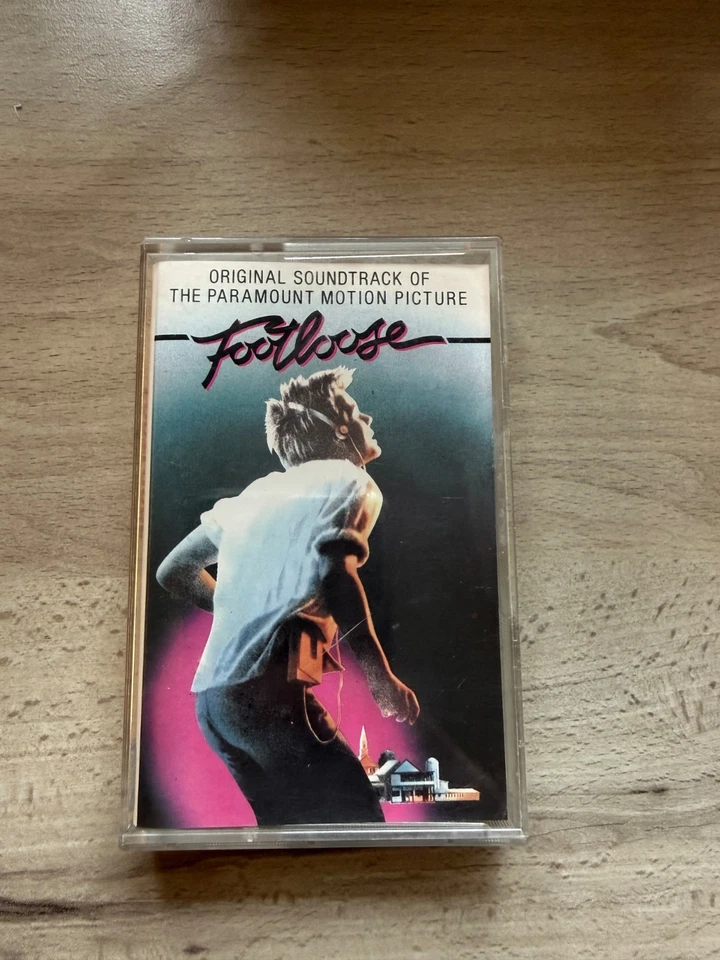 ORIGINAL SOUNDTRACK OF
THE PARAMOUNT MOTION PICTURE
Footloose